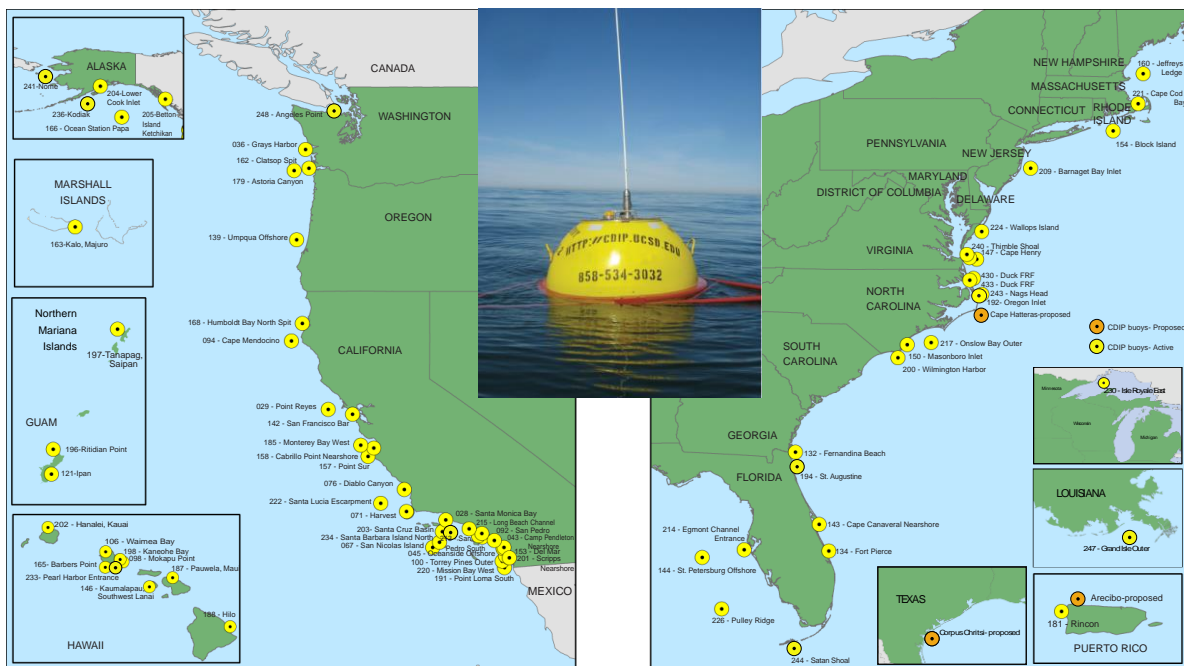 ALASKA
241-Nome
204-Lower
Cook Inlet
236-Kodiak
166 - Ocean Station Papa
205-Betton
Island
Ketchikan
MARSHALL
ISLANDS
163-Kalo, Majuro
Northern
Mariana
Islands
197-Tanapag,
Saipan
GUAM
196-Ritidian Point
121-Ipan
202 - Hanalei, Kauai
106 - Waimea Bay
198 - Kaneohe Bay
098 - Mokapu Point
165- Barbers Point
187 - Pauwela, Mau
233- Pearl Harbor Entrance
146 - Kaumalapau,
Southwest Lanai
188 - Hilo
HAWAII
CANADA
248 - Angeles Point
WASHINGTON
036 - Grays Harbor
162 - Clatsop Spit
179 - Astoria Canyon
OREGON
139 - Umpqua Offshore
168 - Humboldt Bay North Spit
094 - Cape Mendocino
CALIFORNIA
029 - Point Reyes
142 - San Francisco Bar
185 - Monterey Bay West
158 - Cabrillo Point Nearshore
157 - Point Sur
076 - Diablo Canyon
222 - Santa Lucia Escarpment
071 - Harvest
028 - Santa Monica Bay
215 - Long Beach Channel
203- Santa Cruz Basin
092 - San Pedro
234 - Santa Barbara Island North
043 - Camp Pendleton
Nearshore
067 - San Nicolas Island
Pedro South
045 - Oceanside Offshore
153 - Del Mar
100 - Torrey Pines Outer
201 - Scripps
Nearshore
220 - Mission Bay West
191 - Point Loma South
MEXICO
HTTP://CDIP.UCSD.EDU
858-534-3032
NEW HAMPSHIRE
160 - Jeffreys
Ledge
MASSACHUSETTS
221 - Cape Cod
Bay
CONNECTICUT
RHODE
ISLAND
154 - Block Island
PENNSYLVANIA
NEW JERSEY
209 - Barnaget Bay Inlet
MARYLAND
DISTRICT OF COLUMBIA
DELAWARE
224 - Wallops Island
VIRGINIA
240 - Thimble Shoal
147 - Cape Henry
430 - Duck FRF
433 - Duck FRF
NORTH
CAROLINA
243 - Nags Head
192- Oregon Inlet
Cape Hatteras-proposed
217 - Onslow Bay Outer
SOUTH
CAROLINA
150 - Masonboro Inlet
200 - Wilmington Harbor
CDIP buoys- Proposed
CDIP buoys- Active
GEORGIA
132 - Fernandina Beach
FLORIDA
194 - St. Augustine
143 - Cape Canaveral Nearshore
214 - Egmont Channel
Entrance
134 - Fort Pierce
144 - St. Petersburg Offshore
226 - Pulley Ridge
244 - Satan Shoal
Minnesota
230 - Isle Royale East
Wisconsin
Michigan
LOUISIANA
247 - Grand Isle Outer
TEXAS
Corpus Christi - proposed
Arecibo-proposed
181 - Rincon
PUERTO RICO